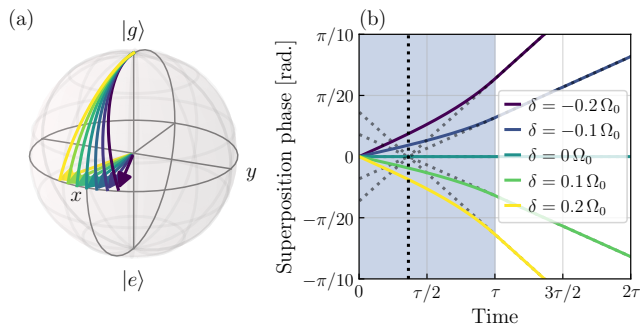 (a)
|g⟩
x
y
|e⟩
(b)
Superposition phase [rad.]
π/10
π/20
0
−π/20
−π/10
δ = −0.2 Ω₀
δ = −0.1 Ω₀
δ = 0 Ω₀
δ = 0.1 Ω₀
δ = 0.2 Ω₀
0
τ/2
τ
3τ/2
2τ
Time